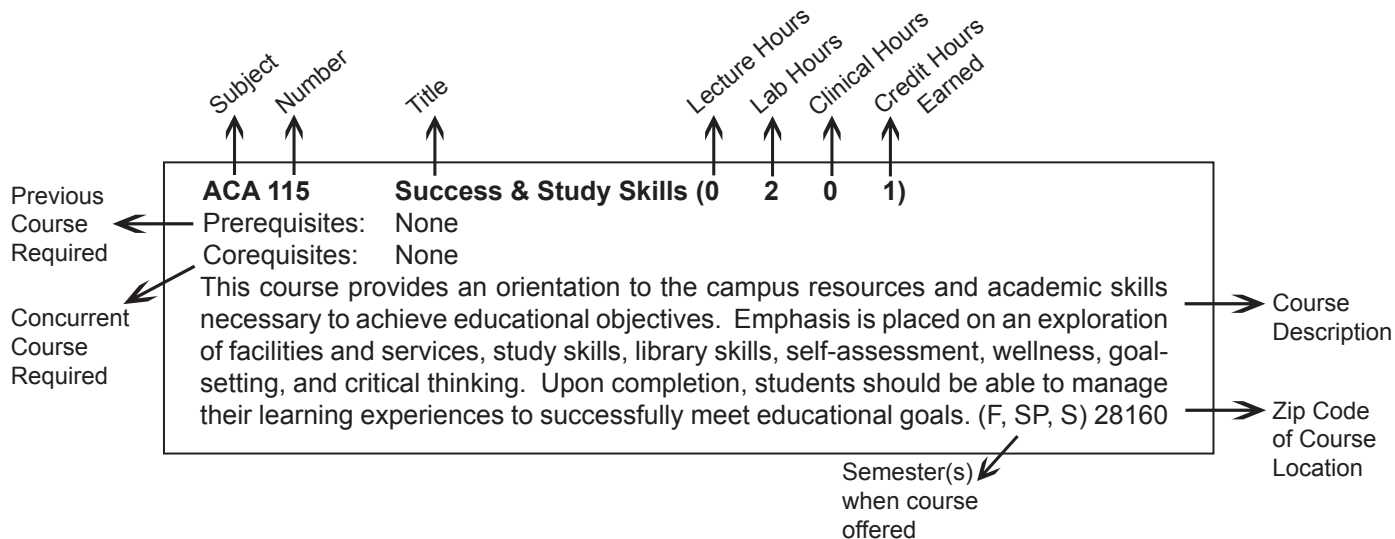 Subject
Number
Title
Lecture Hours
Lab Hours
Clinical Hours
Credit Hours
Earned
ACA 115 Success & Study Skills (0 2 0 1)
Previous
Course
Required
Prerequisites: None
Corequisites: None
Concurrent
Course
Required
This course provides an orientation to the campus resources and academic skills
necessary to achieve educational objectives. Emphasis is placed on an exploration
of facilities and services, study skills, library skills, self-assessment, wellness, goal-
setting, and critical thinking. Upon completion, students should be able to manage
their learning experiences to successfully meet educational goals. (F, SP, S) 28160
Course
Description
Zip Code
of Course
Location
Semester(s)
when course
offered